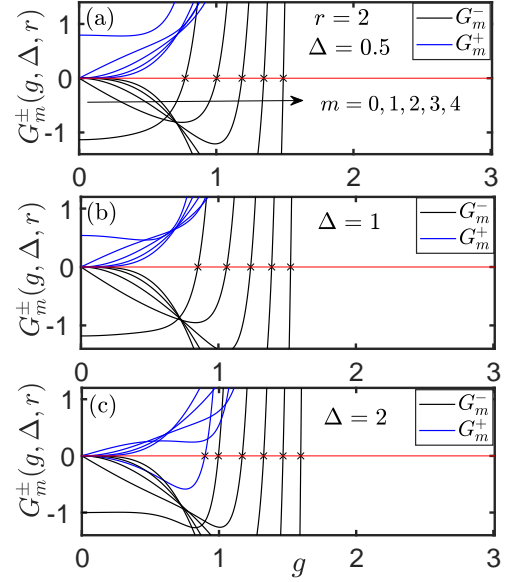 (a)
r = 2
Δ = 0.5
G_m^-
G_m^+
m = 0, 1, 2, 3, 4
G_m^±(g, Δ, r)
1
0
-1
0 1 2 3
(b)
Δ = 1
G_m^-
G_m^+
G_m^±(g, Δ, r)
1
0
-1
0 1 2 3
(c)
Δ = 2
G_m^-
G_m^+
G_m^±(g, Δ, r)
1
0
-1
0 1 2 3
g